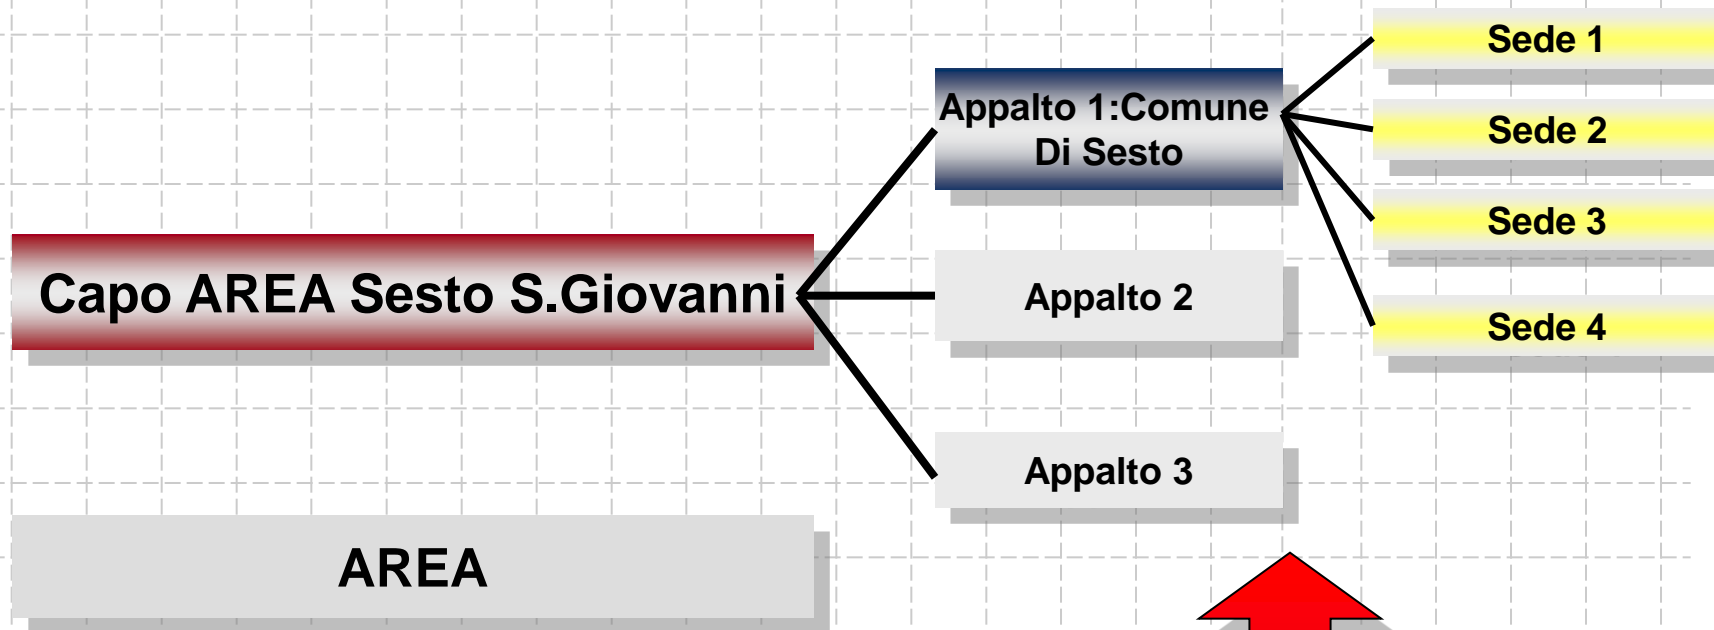 Sede 1
Appalto 1:Comune
Di Sesto
Sede 2
Sede 3
Capo AREA Sesto S.Giovanni
Appalto 2
Sede 4
Appalto 3
AREA